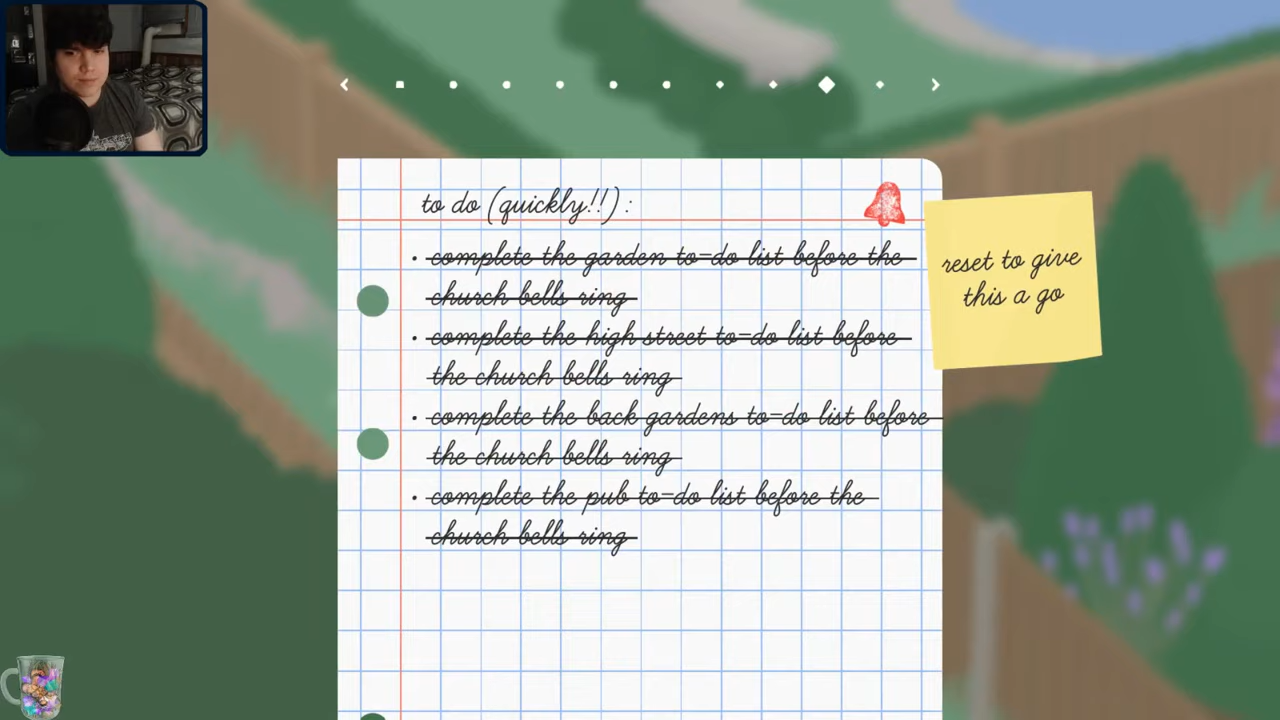 to do (quickly!!) :
• complete the garden to=do list before the
church bells ring
• complete the high street to=do list before
the church bells ring
• complete the back gardens to=do list before
the church bells ring
• complete the pub to=do list before the
church bells ring
reset to give
this a go